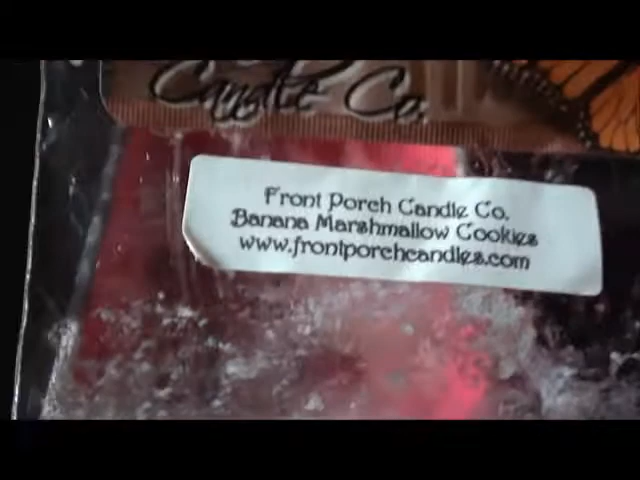 Candle Co.
Front Porch Candle Co.
Banana Marshmallow Cookies
www.frontporchcandles.com